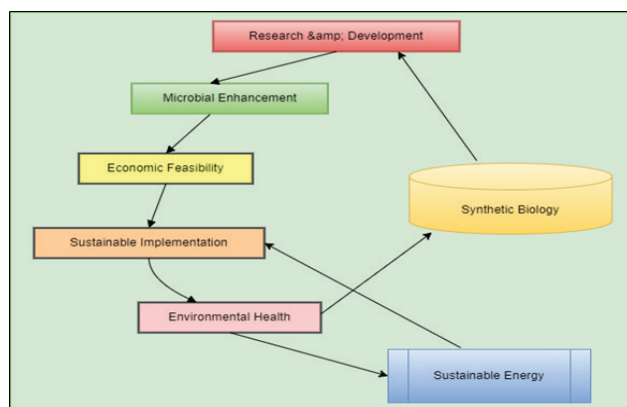 Research &amp; Development
Microbial Enhancement
Economic Feasibility
Synthetic Biology
Sustainable Implementation
Environmental Health
Sustainable Energy